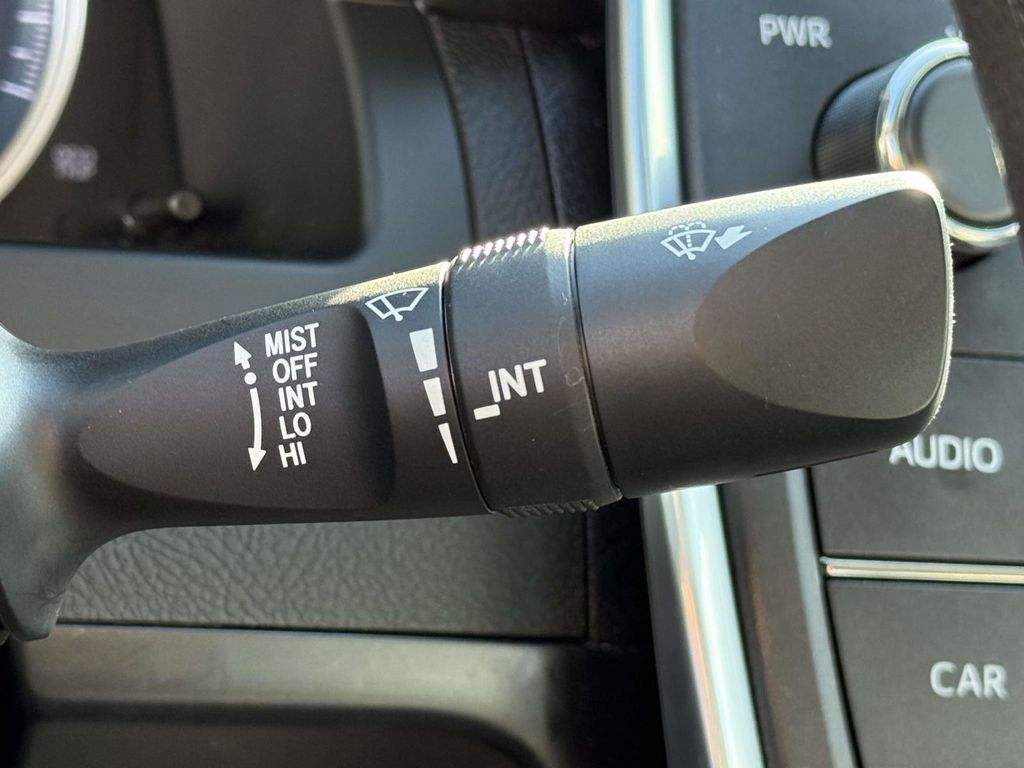 PWR
MIST
OFF
INT
LO
HI
INT
AUDIO
CAR